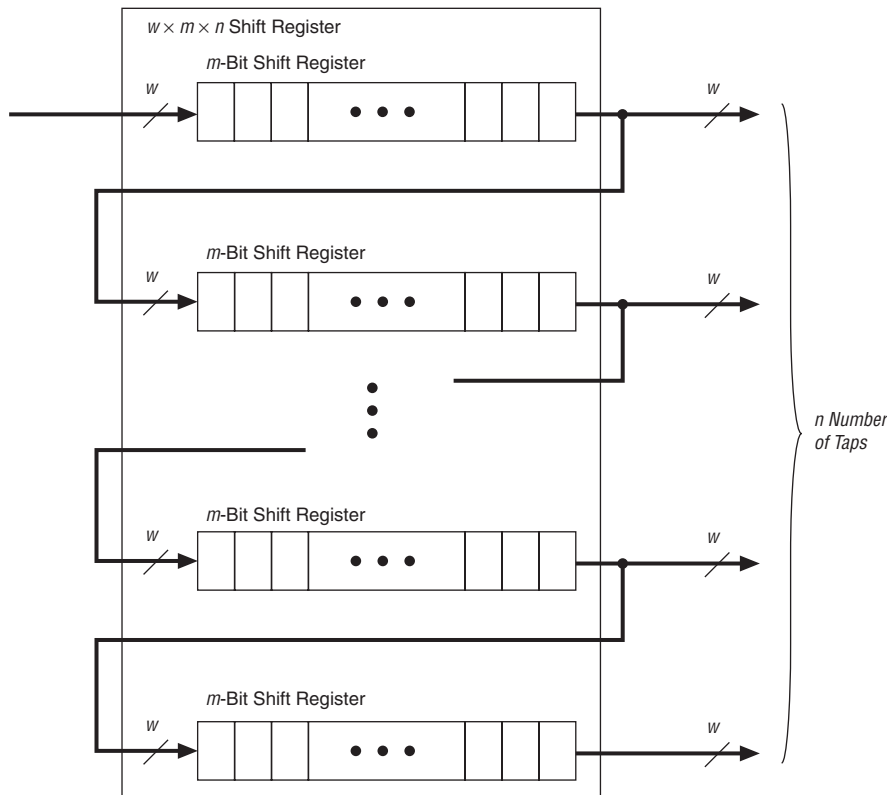 w × m × n Shift Register
m-Bit Shift Register
W
W
m-Bit Shift Register
W
W
n Number
of Taps
m-Bit Shift Register
W
W
m-Bit Shift Register
W
W